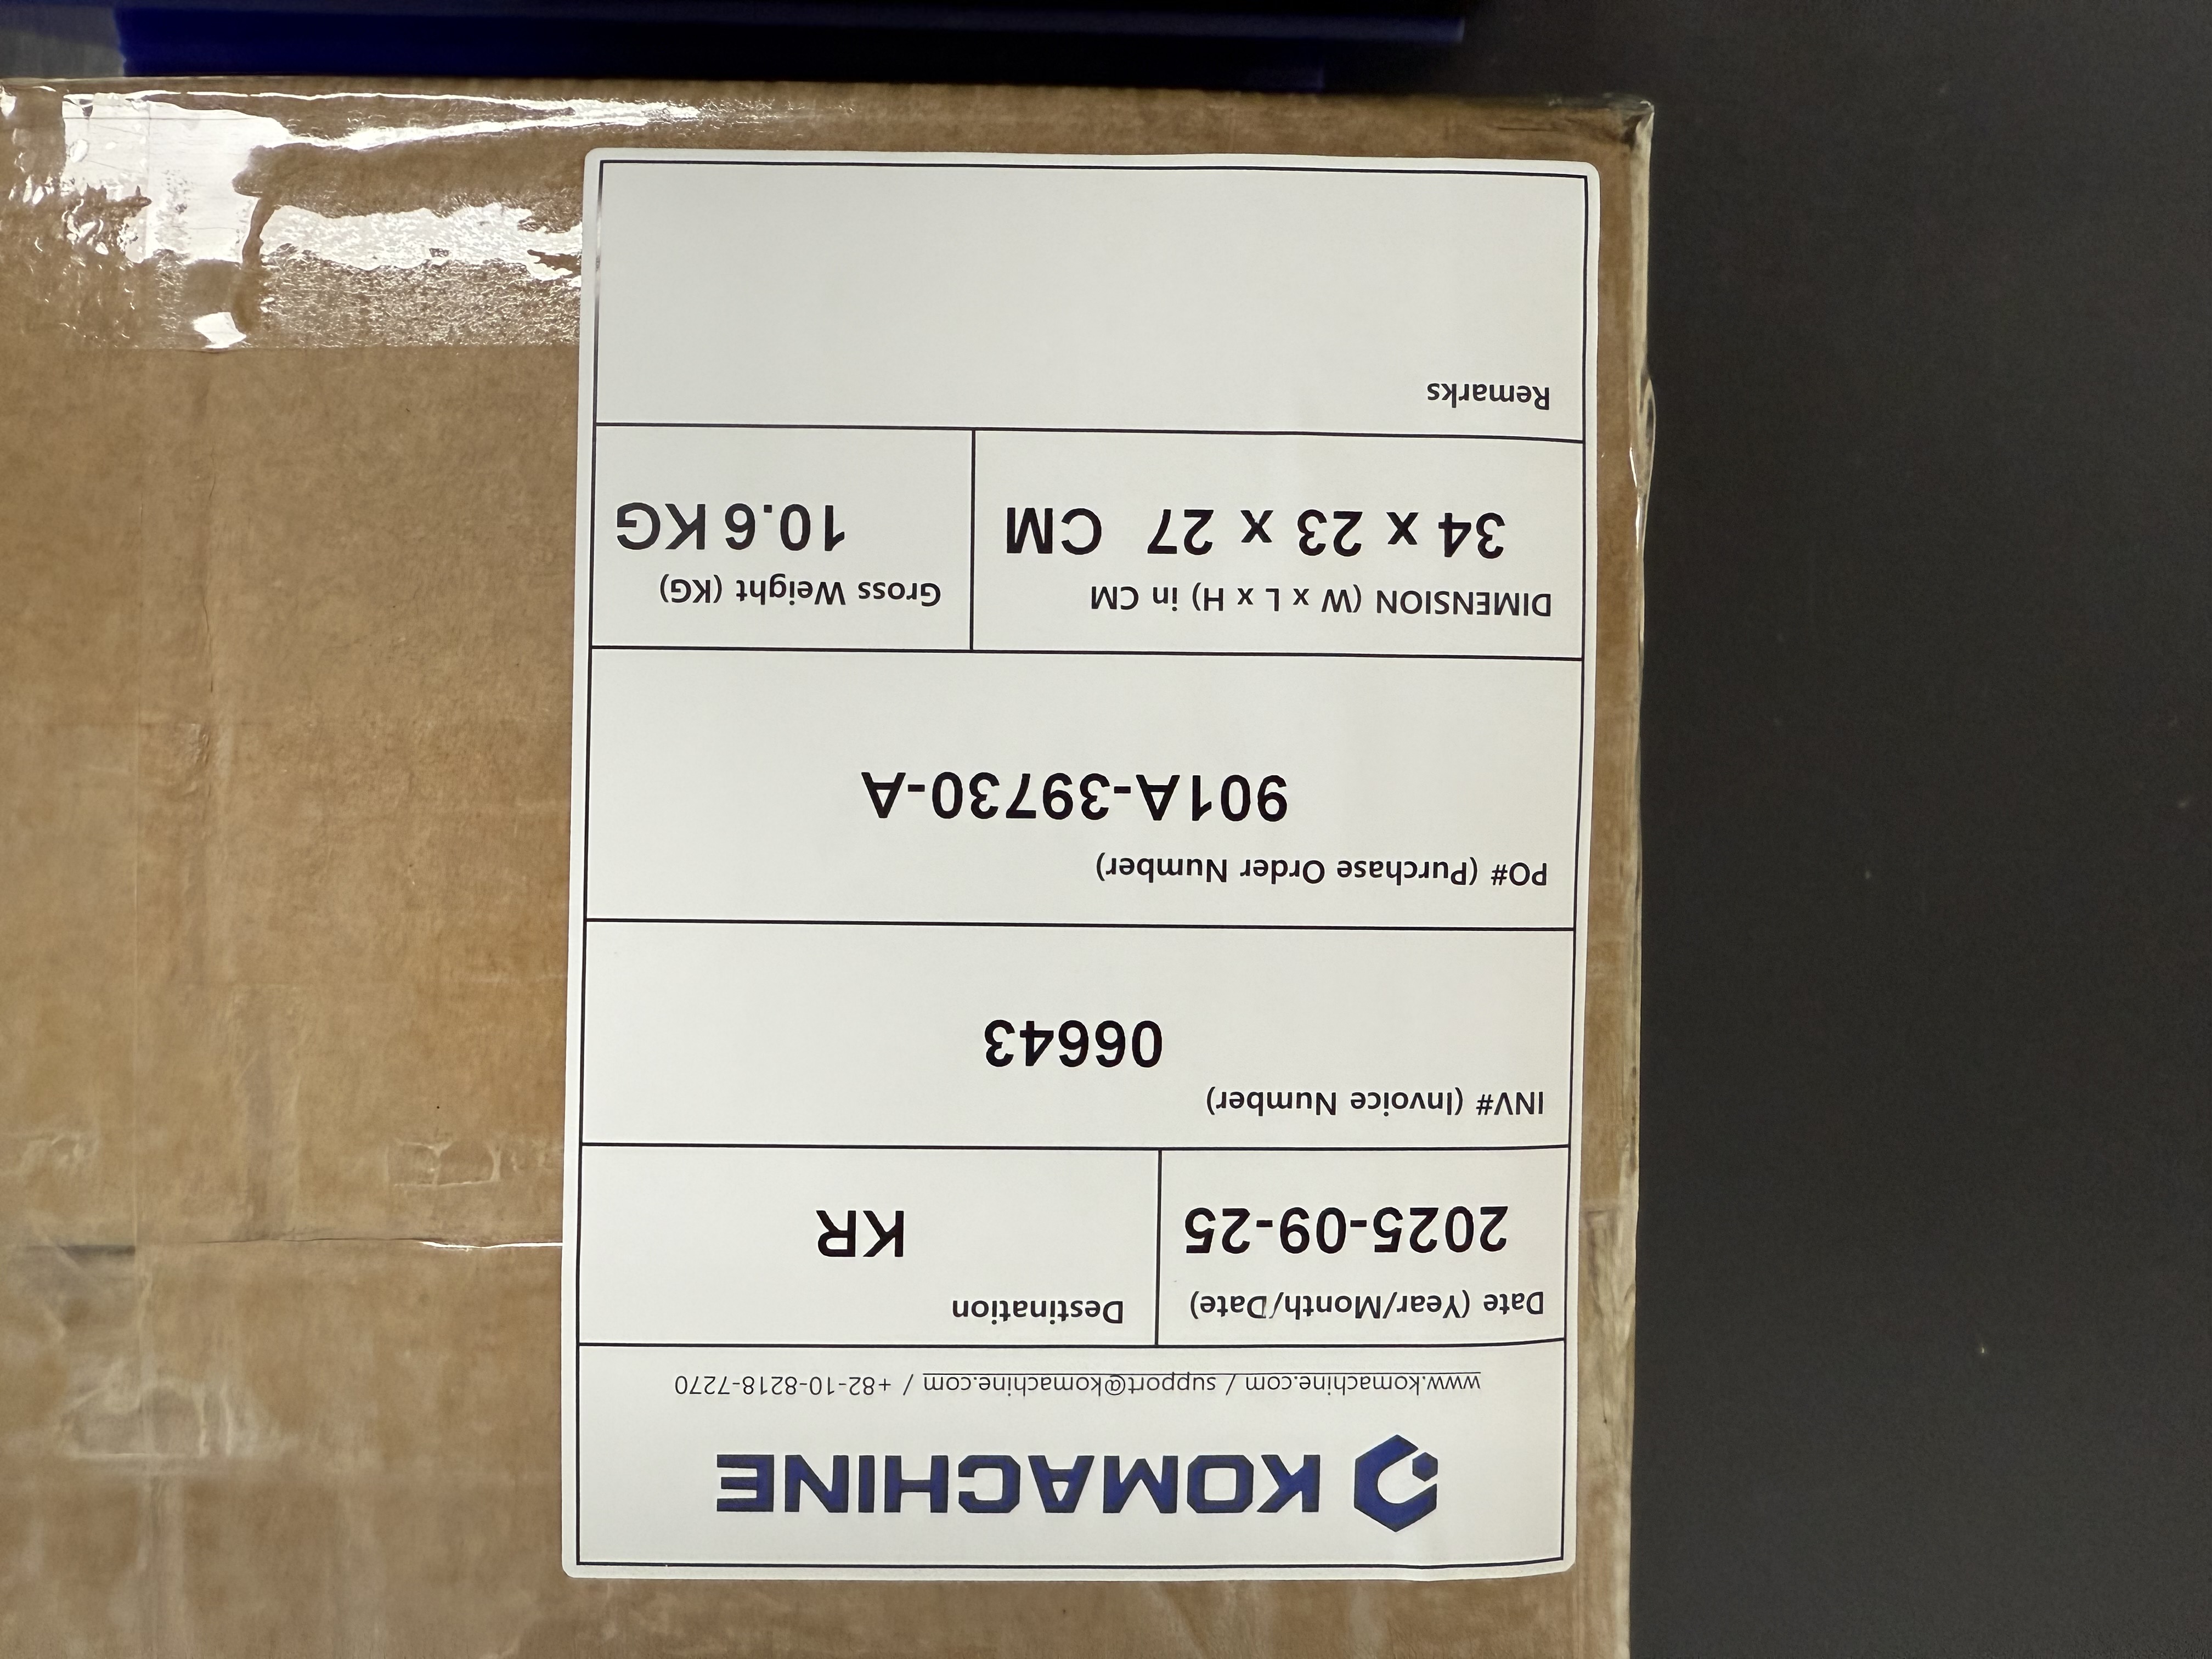 KOMACHINE
www.komachine.com / support@komachine.com / +82-10-8218-7270
Date (Year/Month/Date)
2025-09-25
Destination
KR
INV# (Invoice Number)
06643
PO# (Purchase Order Number)
901A-39730-A
DIMENSION (W x L x H) in CM
34 x 23 x 27 CM
Gross Weight (KG)
10.6 KG
Remarks